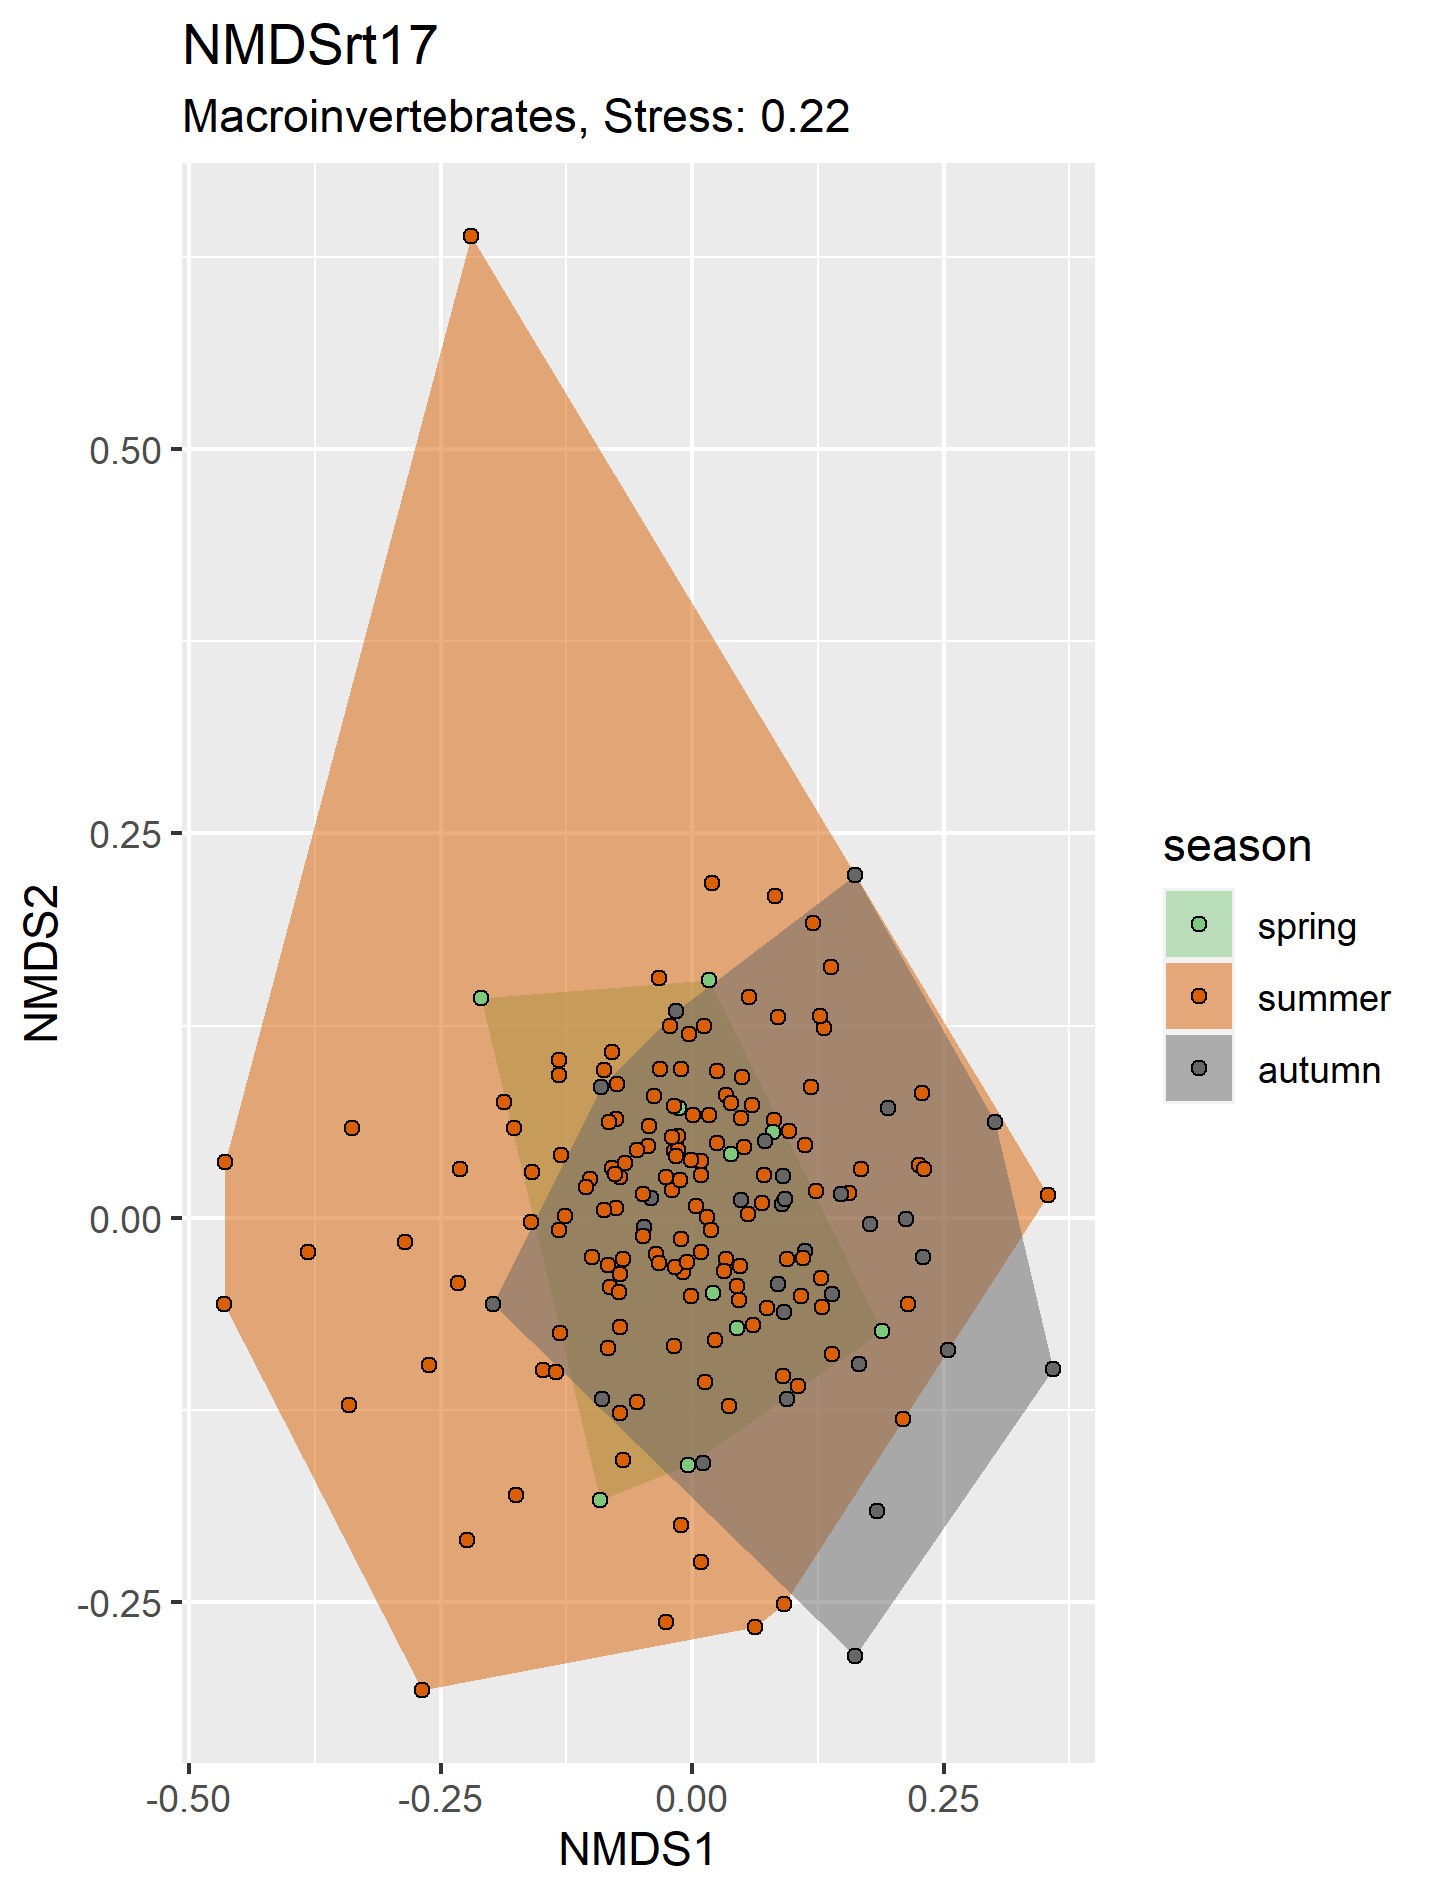 NMDSrt17
Macroinvertebrates, Stress: 0.22
NMDS2
0.50
0.25
0.00
-0.25
-0.50
-0.25
0.00
0.25
NMDS1
season
spring
summer
autumn